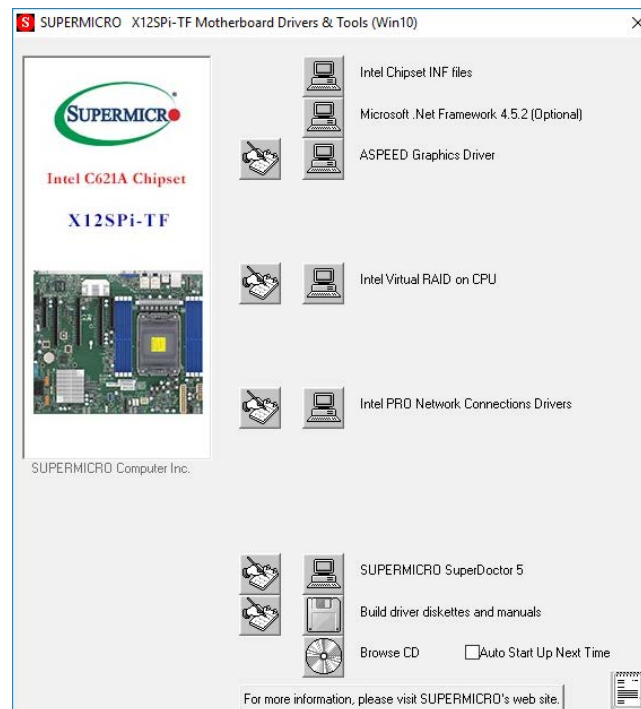 SUPERMICRO X12SPi-TF Motherboard Drivers & Tools (Win10)
SUPERMICRO
Intel C621A Chipset
X12SPi-TF
SUPERMICRO Computer Inc.
Intel Chipset INF files
Microsoft .Net Framework 4.5.2 (Optional)
ASPEED Graphics Driver
Intel Virtual RAID on CPU
Intel PRO Network Connections Drivers
SUPERMICRO SuperDoctor 5
Build driver diskettes and manuals
Browse CD
Auto Start Up Next Time
For more information, please visit SUPERMICRO's web site.